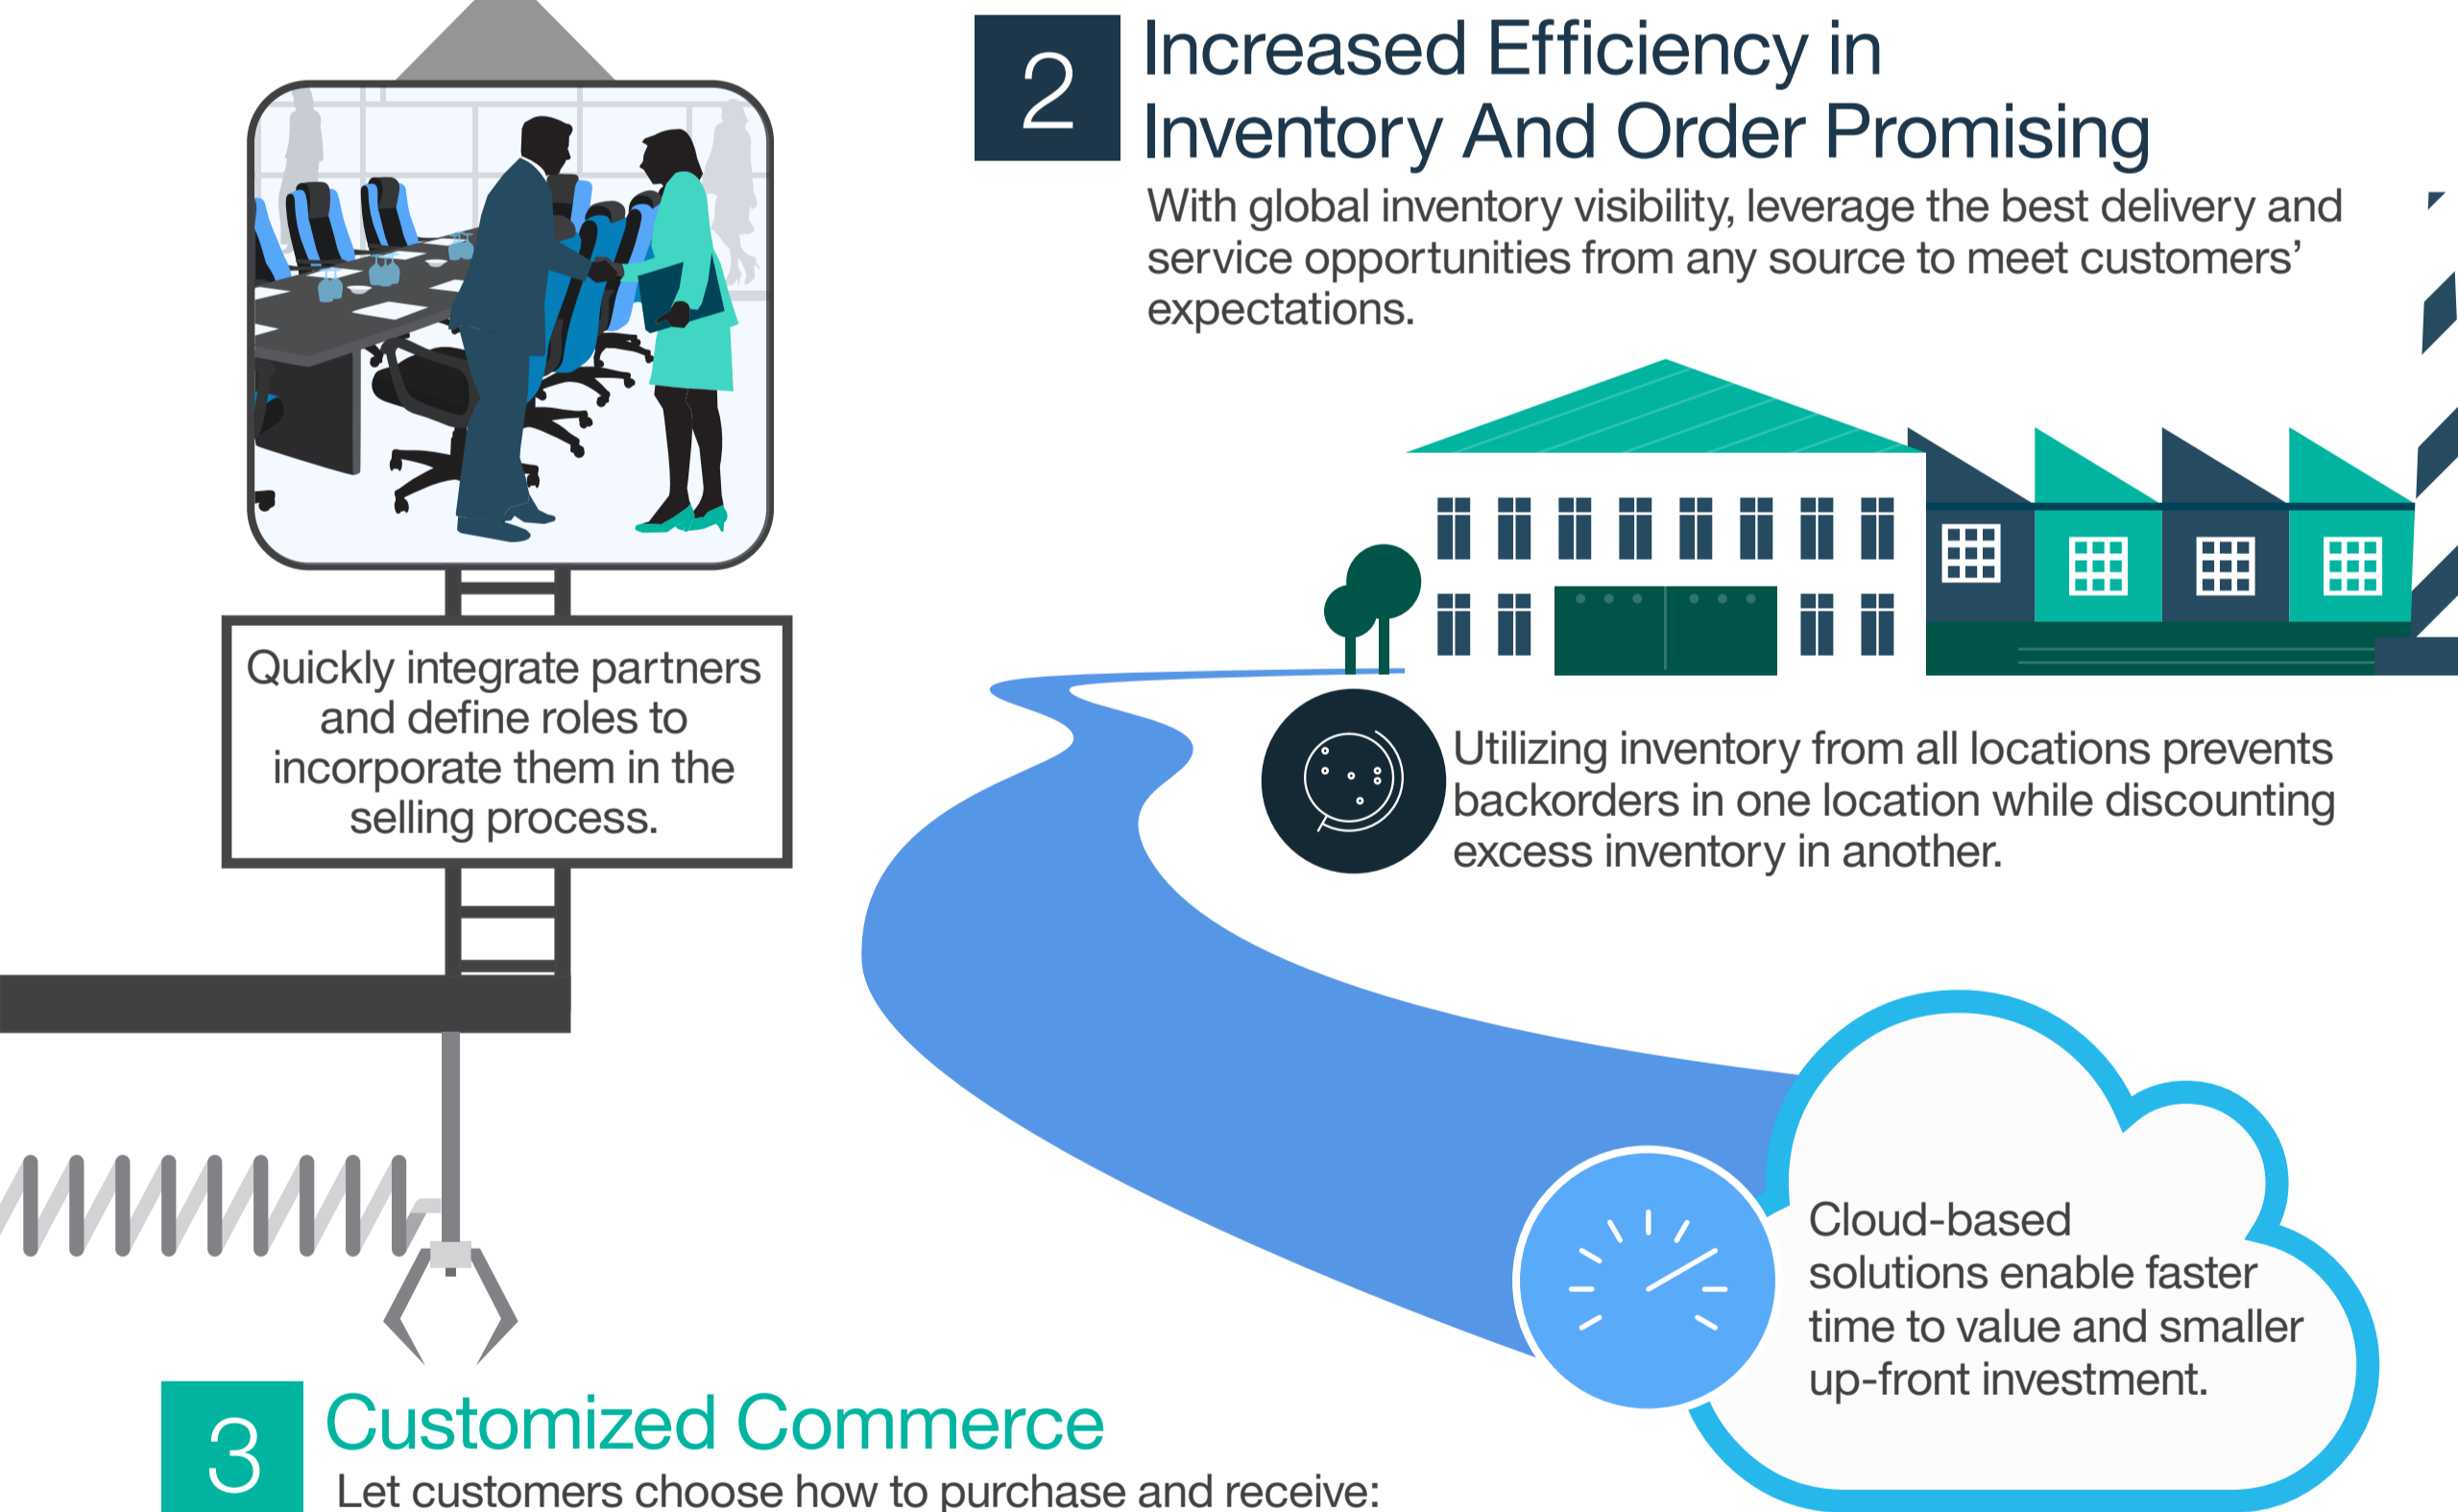 2
Increased Efficiency in
Inventory And Order Promising
With global inventory visibility, leverage the best delivery and
service opportunities from any source to meet customers’
expectations.
Quickly integrate partners
and define roles to
incorporate them in the
selling process.
Utilizing inventory from all locations prevents
backorders in one location while discounting
excess inventory in another.
Cloud-based
solutions enable faster
time to value and smaller
up-front investment.
3
Customized Commerce
Let customers choose how to purchase and receive: